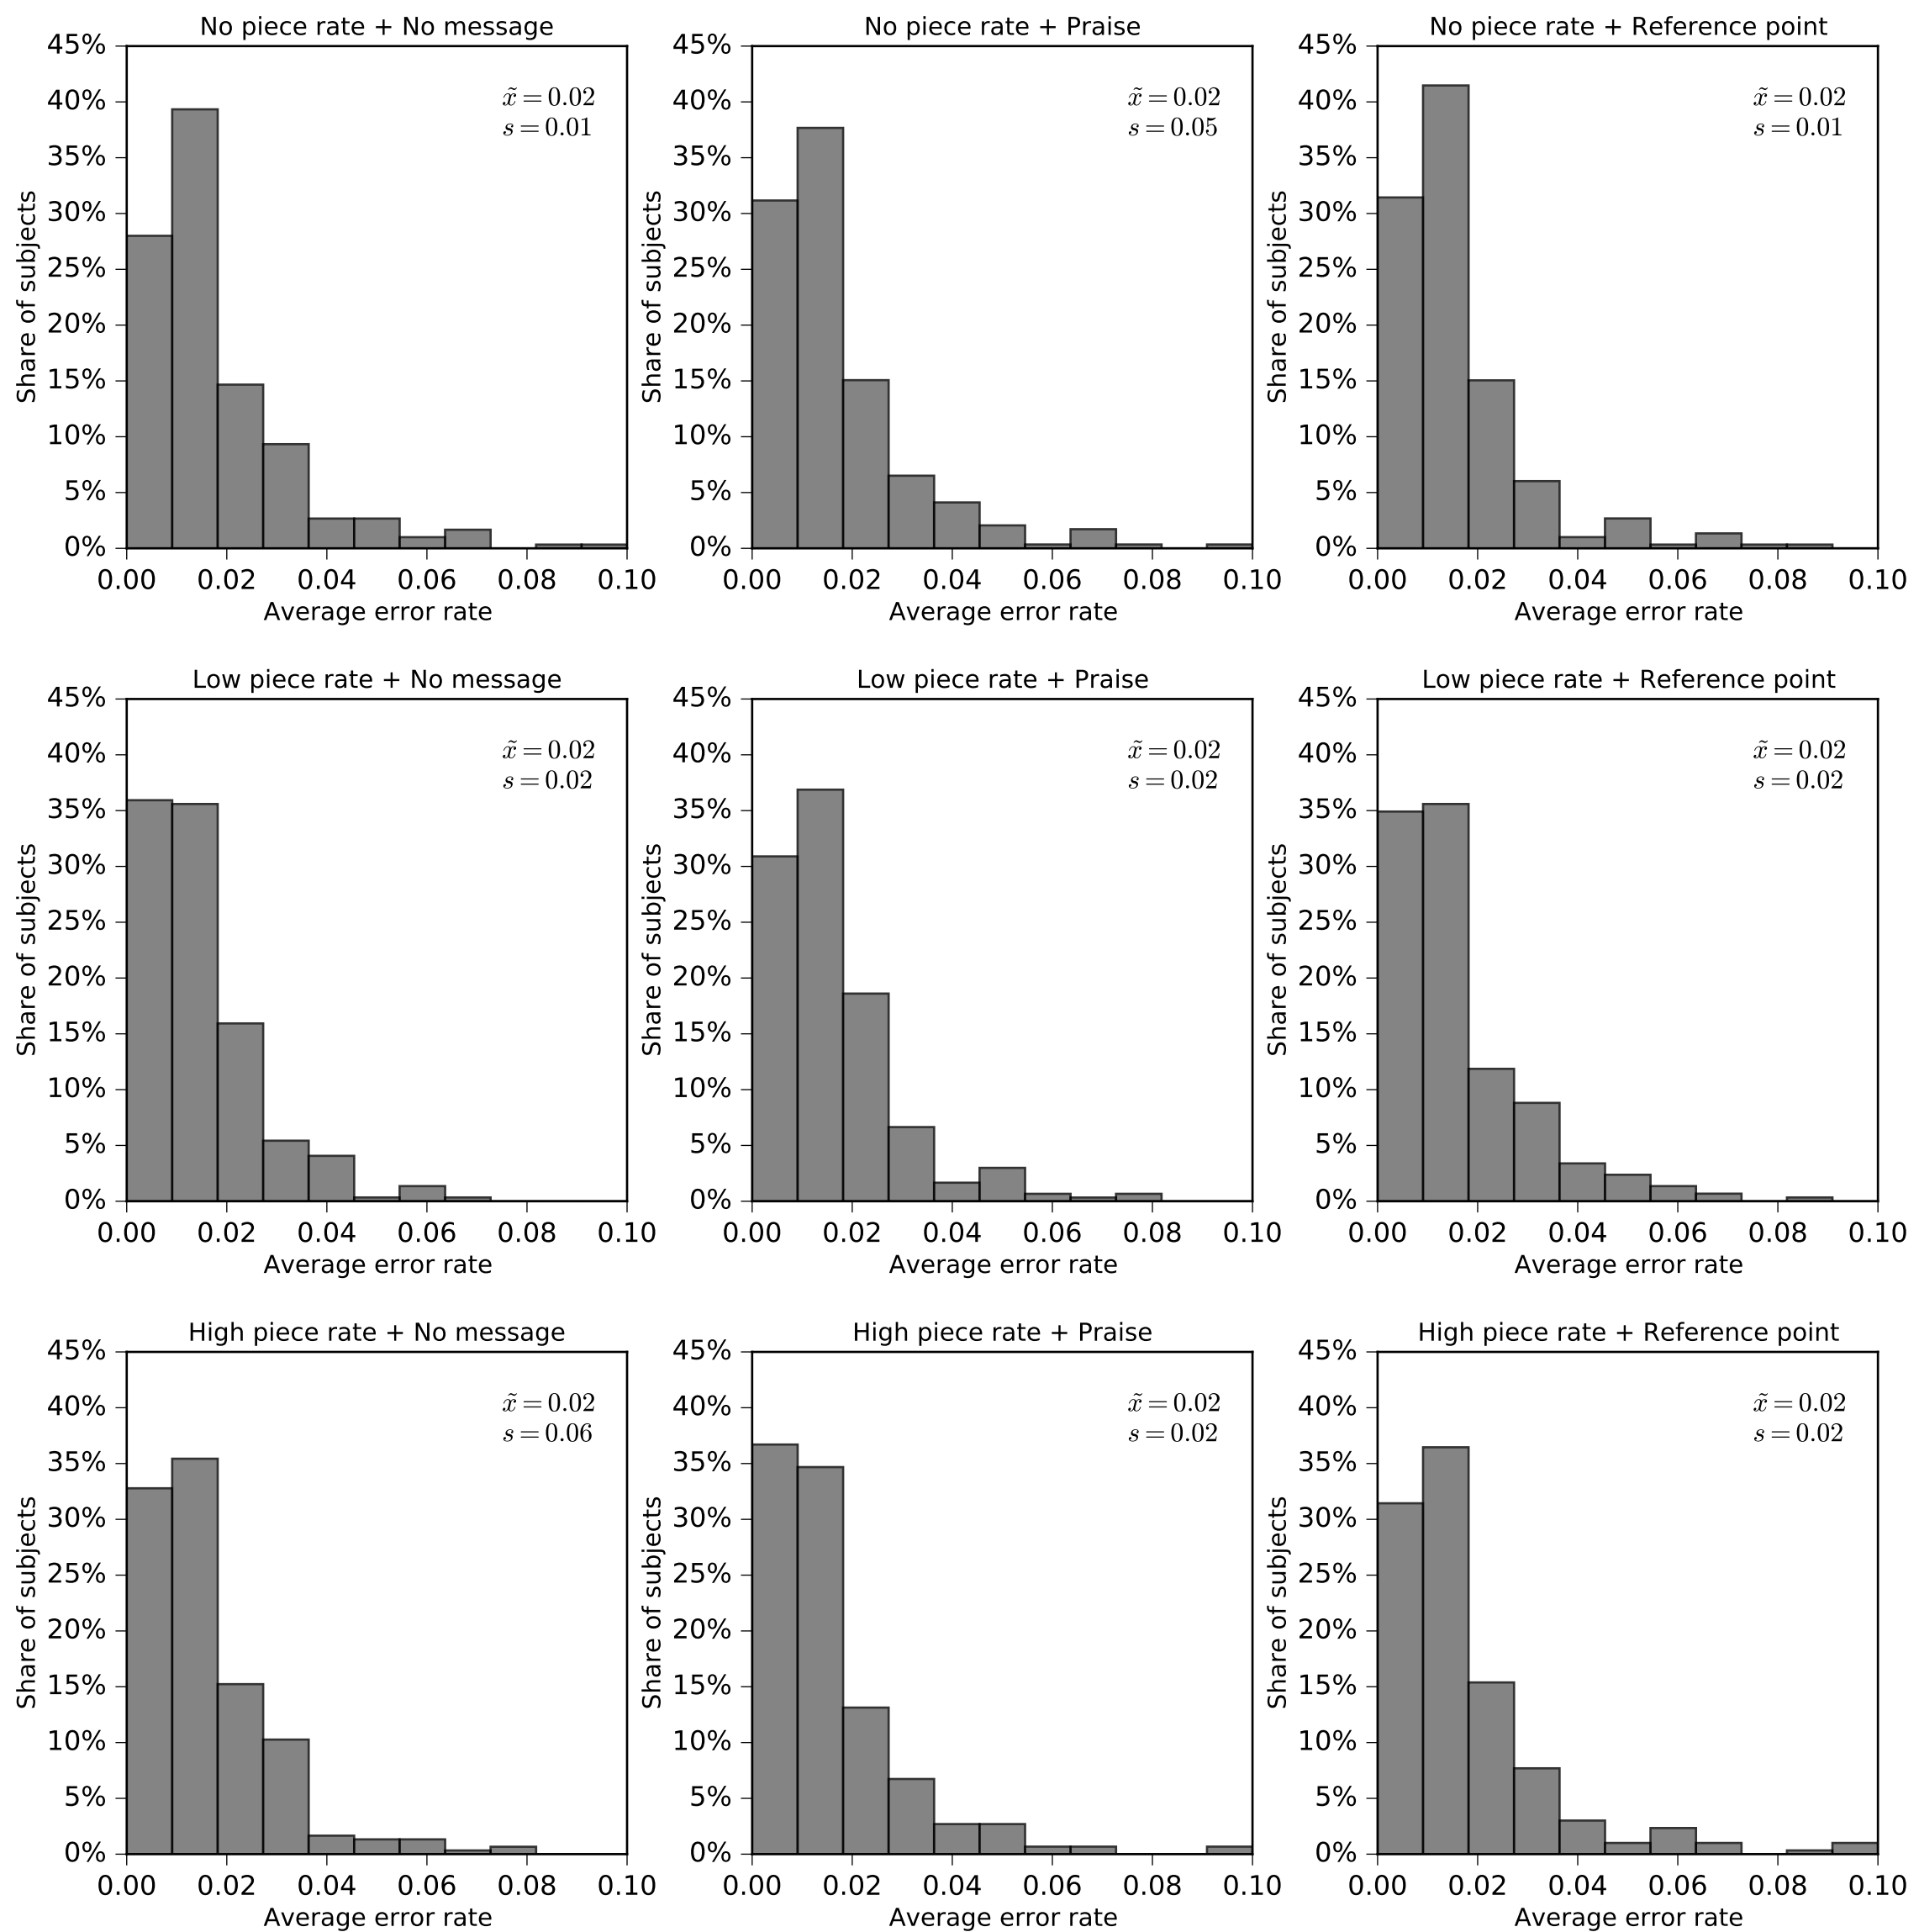 No piece rate + No message
45%
40%
35%
30%
25%
20%
15%
10%
5%
0%
Share of subjects
x̃ = 0.02
s = 0.01
0.00 0.02 0.04 0.06 0.08 0.10
Average error rate
No piece rate + Praise
45%
40%
35%
30%
25%
20%
15%
10%
5%
0%
Share of subjects
x̃ = 0.02
s = 0.05
0.00 0.02 0.04 0.06 0.08 0.10
Average error rate
No piece rate + Reference point
45%
40%
35%
30%
25%
20%
15%
10%
5%
0%
Share of subjects
x̃ = 0.02
s = 0.01
0.00 0.02 0.04 0.06 0.08 0.10
Average error rate
Low piece rate + No message
45%
40%
35%
30%
25%
20%
15%
10%
5%
0%
Share of subjects
x̃ = 0.02
s = 0.02
0.00 0.02 0.04 0.06 0.08 0.10
Average error rate
Low piece rate + Praise
45%
40%
35%
30%
25%
20%
15%
10%
5%
0%
Share of subjects
x̃ = 0.02
s = 0.02
0.00 0.02 0.04 0.06 0.08 0.10
Average error rate
Low piece rate + Reference point
45%
40%
35%
30%
25%
20%
15%
10%
5%
0%
Share of subjects
x̃ = 0.02
s = 0.02
0.00 0.02 0.04 0.06 0.08 0.10
Average error rate
High piece rate + No message
45%
40%
35%
30%
25%
20%
15%
10%
5%
0%
Share of subjects
x̃ = 0.02
s = 0.06
0.00 0.02 0.04 0.06 0.08 0.10
Average error rate
High piece rate + Praise
45%
40%
35%
30%
25%
20%
15%
10%
5%
0%
Share of subjects
x̃ = 0.02
s = 0.02
0.00 0.02 0.04 0.06 0.08 0.10
Average error rate
High piece rate + Reference point
45%
40%
35%
30%
25%
20%
15%
10%
5%
0%
Share of subjects
x̃ = 0.02
s = 0.02
0.00 0.02 0.04 0.06 0.08 0.10
Average error rate